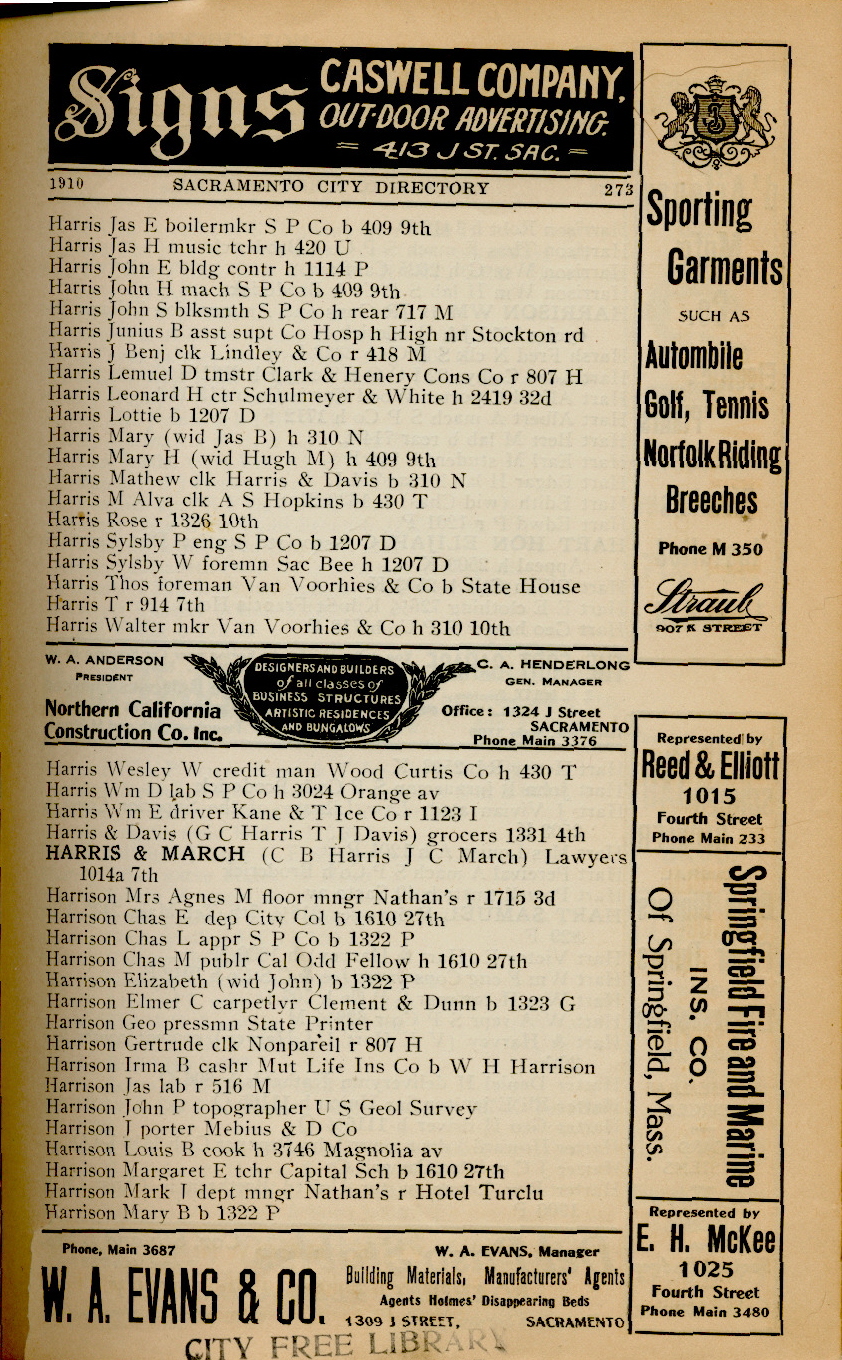 Signs
CASWELL COMPANY,
OUT-DOOR ADVERTISING.
= 413 J ST. SAC. =
1910 SACRAMENTO CITY DIRECTORY 273
Harris Jas E boilermkr S P Co b 409 9th
Harris Jas H music tchr h 420 U
Harris John E bldg contr h 1114 P
Harris John H mach S P Co b 409 9th
Harris John S blksmth S P Co h rear 717 M
Harris Junius B asst supt Co Hosp h High nr Stockton rd
Harris J Benj clk Lindley & Co r 418 M
Harris Lemuel D tmstr Clark & Henery Cons Co r 807 H
Harris Leonard H ctr Schulmeyer & White h 2419 32d
Harris Lottie b 1207 D
Harris Mary (wid Jas B) h 310 N
Harris Mary H (wid Hugh M) h 409 9th
Harris Mathew clk Harris & Davis b 310 N
Harris M Alva clk A S Hopkins b 430 T
Harris Rose r 1326 10th
Harris Sylsby P eng S P Co b 1207 D
Harris Sylsby W foremn Sac Bee h 1207 D
Harris Thos foreman Van Voorhies & Co b State House
Harris T r 914 7th
Harris Walter mkr Van Voorhies & Co h 310 10th
W. A. ANDERSON
PRESIDENT
Northern California
Construction Co. Inc.
DESIGNERS AND BUILDERS
of all classes of
BUSINESS STRUCTURES
ARTISTIC RESIDENCES
AND BUNGALOWS
C. A. HENDERLONG
GEN. MANAGER
Office: 1324 J Street
SACRAMENTO
Phone Main 3376
Harris Wesley W credit man Wood Curtis Co h 430 T
Harris Wm D lab S P Co h 3024 Orange av
Harris Wm E driver Kane & T Ice Co r 1123 I
Harris & Davis (G C Harris T J Davis) grocers 1331 4th
HARRIS & MARCH (C B Harris J C March) Lawyers
1014a 7th
Harrison Mrs Agnes M floor mngr Nathan's r 1715 3d
Harrison Chas E dep City Col b 1610 27th
Harrison Chas L appr S P Co b 1322 P
Harrison Chas M publr Cal Odd Fellow h 1610 27th
Harrison Elizabeth (wid John) b 1322 P
Harrison Elmer C carpetlyr Clement & Dunn b 1323 G
Harrison Geo pressmn State Printer
Harrison Gertrude clk Nonpareil r 807 H
Harrison Irma B cashr Mut Life Ins Co b W H Harrison
Harrison Jas lab r 516 M
Harrison John P topographer U S Geol Survey
Harrison J porter Mebius & D Co
Harrison Louis B cook h 3746 Magnolia av
Harrison Margaret E tchr Capital Sch b 1610 27th
Harrison Mark J dept mngr Nathan's r Hotel Turclu
Harrison Mary B b 1322 P
Phone, Main 3687
W. A. EVANS & CO.
W. A. EVANS, Manager
Building Materials, Manufacturers' Agents
Agents Holmes' Disappearing Beds
1309 J STREET, SACRAMENTO
CITY FREE LIBRARY
S
Sporting
Garments
SUCH AS
Autombile
Golf, Tennis
Norfolk Riding
Breeches
Phone M 350
Straub
907 K STREET
Represented by
Reed & Elliott
1015
Fourth Street
Phone Main 233
Springfield Fire and Marine
INS. CO.
Of Springfield, Mass.
Represented by
E. H. McKee
1025
Fourth Street
Phone Main 3480